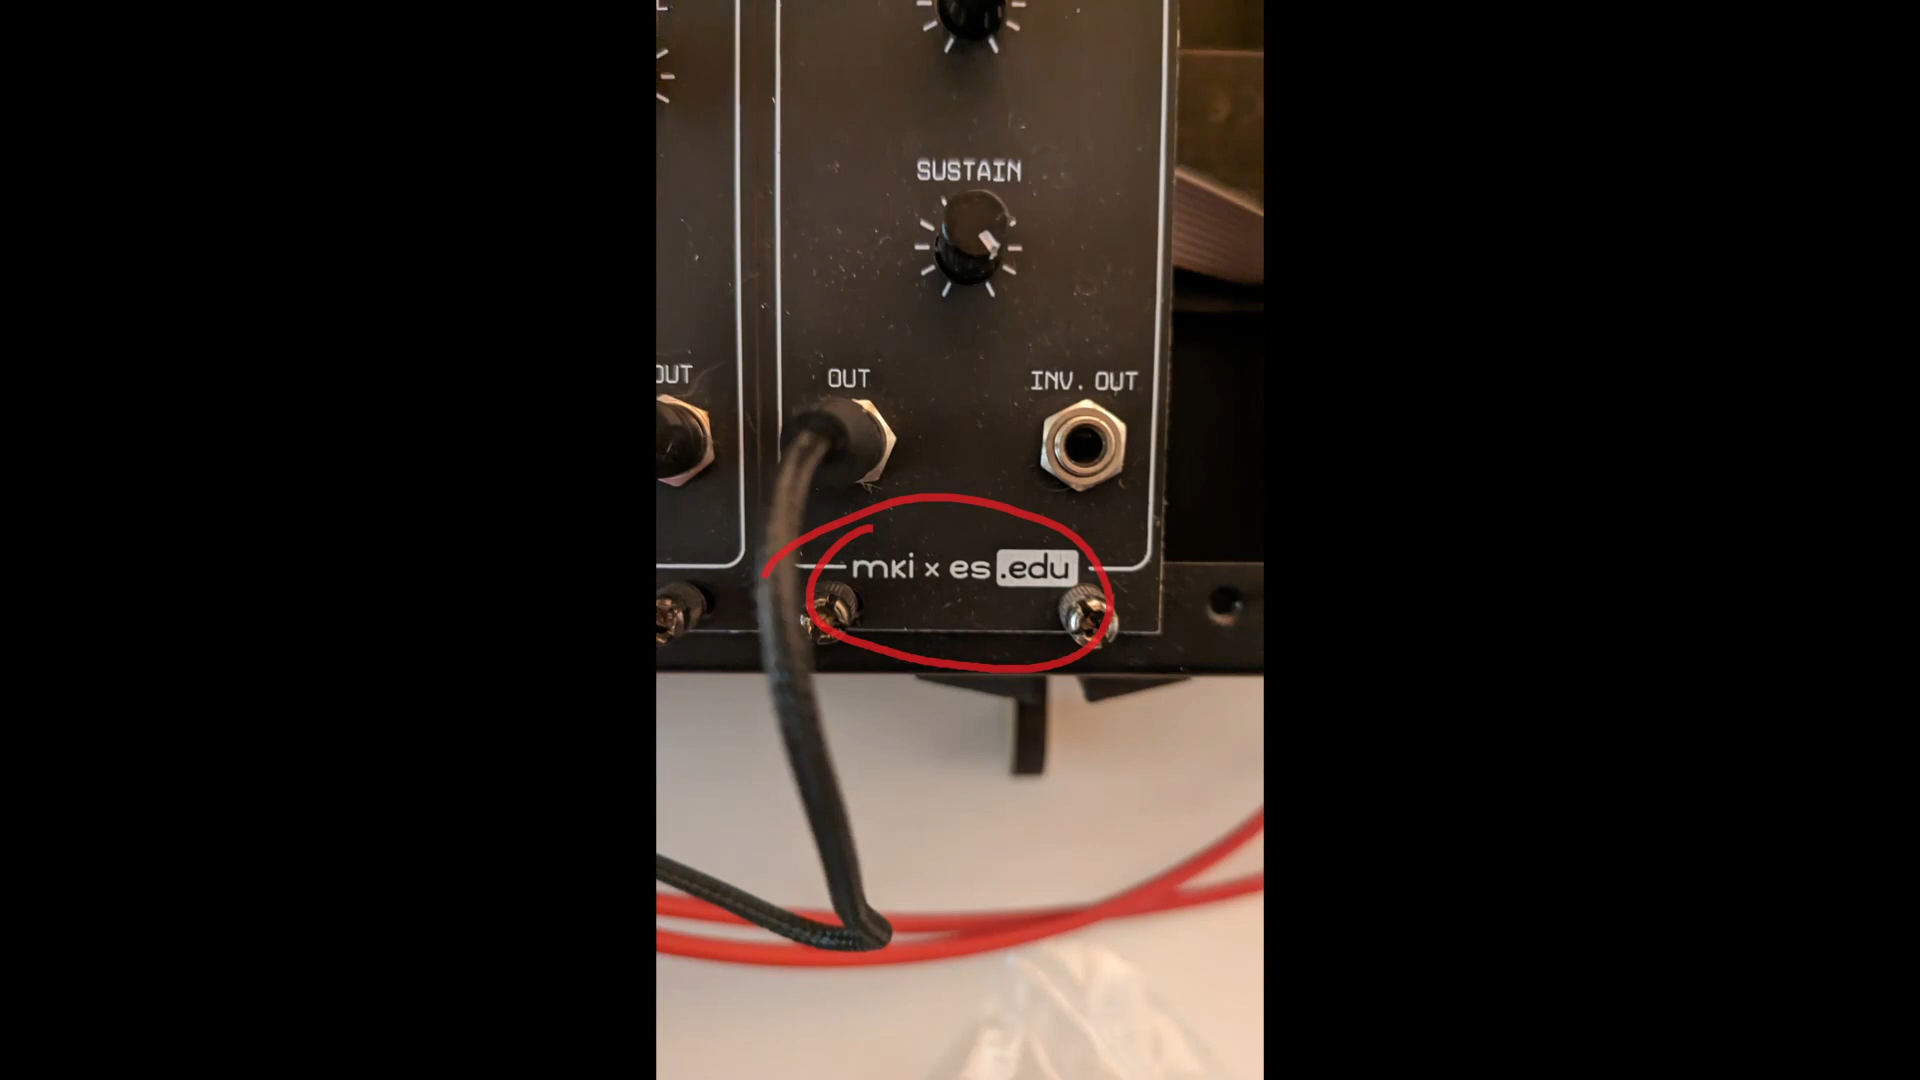 SUSTAIN
OUT
OUT
INV. OUT
mki x es.edu